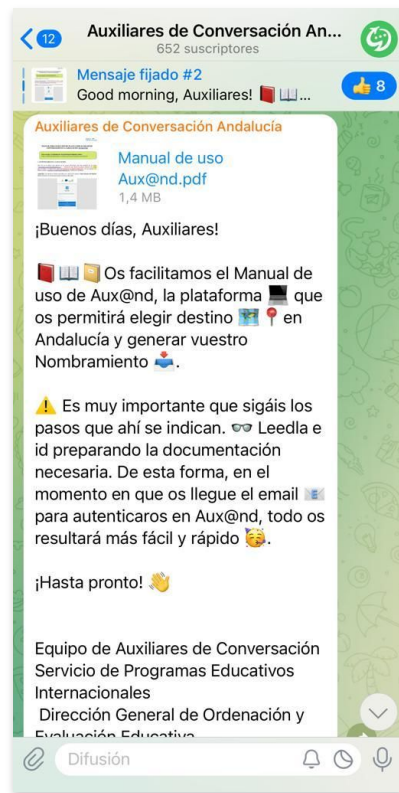 12
Auxiliares de Conversación An...
652 suscriptores
Mensaje fijado #2
Good morning, Auxiliares! 📕📖...
👍 8
Auxiliares de Conversación Andalucía
Manual de uso
Aux@nd.pdf
1,4 MB
¡Buenos días, Auxiliares!
📕📖📔Os facilitamos el Manual de
uso de Aux@nd, la plataforma 💻 que
os permitirá elegir destino 🗺️📍en
Andalucía y generar vuestro
Nombramiento 📥.
⚠️ Es muy importante que sigáis los
pasos que ahí se indican. 👓 Leedla e
id preparando la documentación
necesaria. De esta forma, en el
momento en que os llegue el email 📧
para autenticaros en Aux@nd, todo os
resultará más fácil y rápido 🥳.
¡Hasta pronto! 👋
Equipo de Auxiliares de Conversación
Servicio de Programas Educativos
Internacionales
Dirección General de Ordenación y
Evaluación Educativa
Difusión